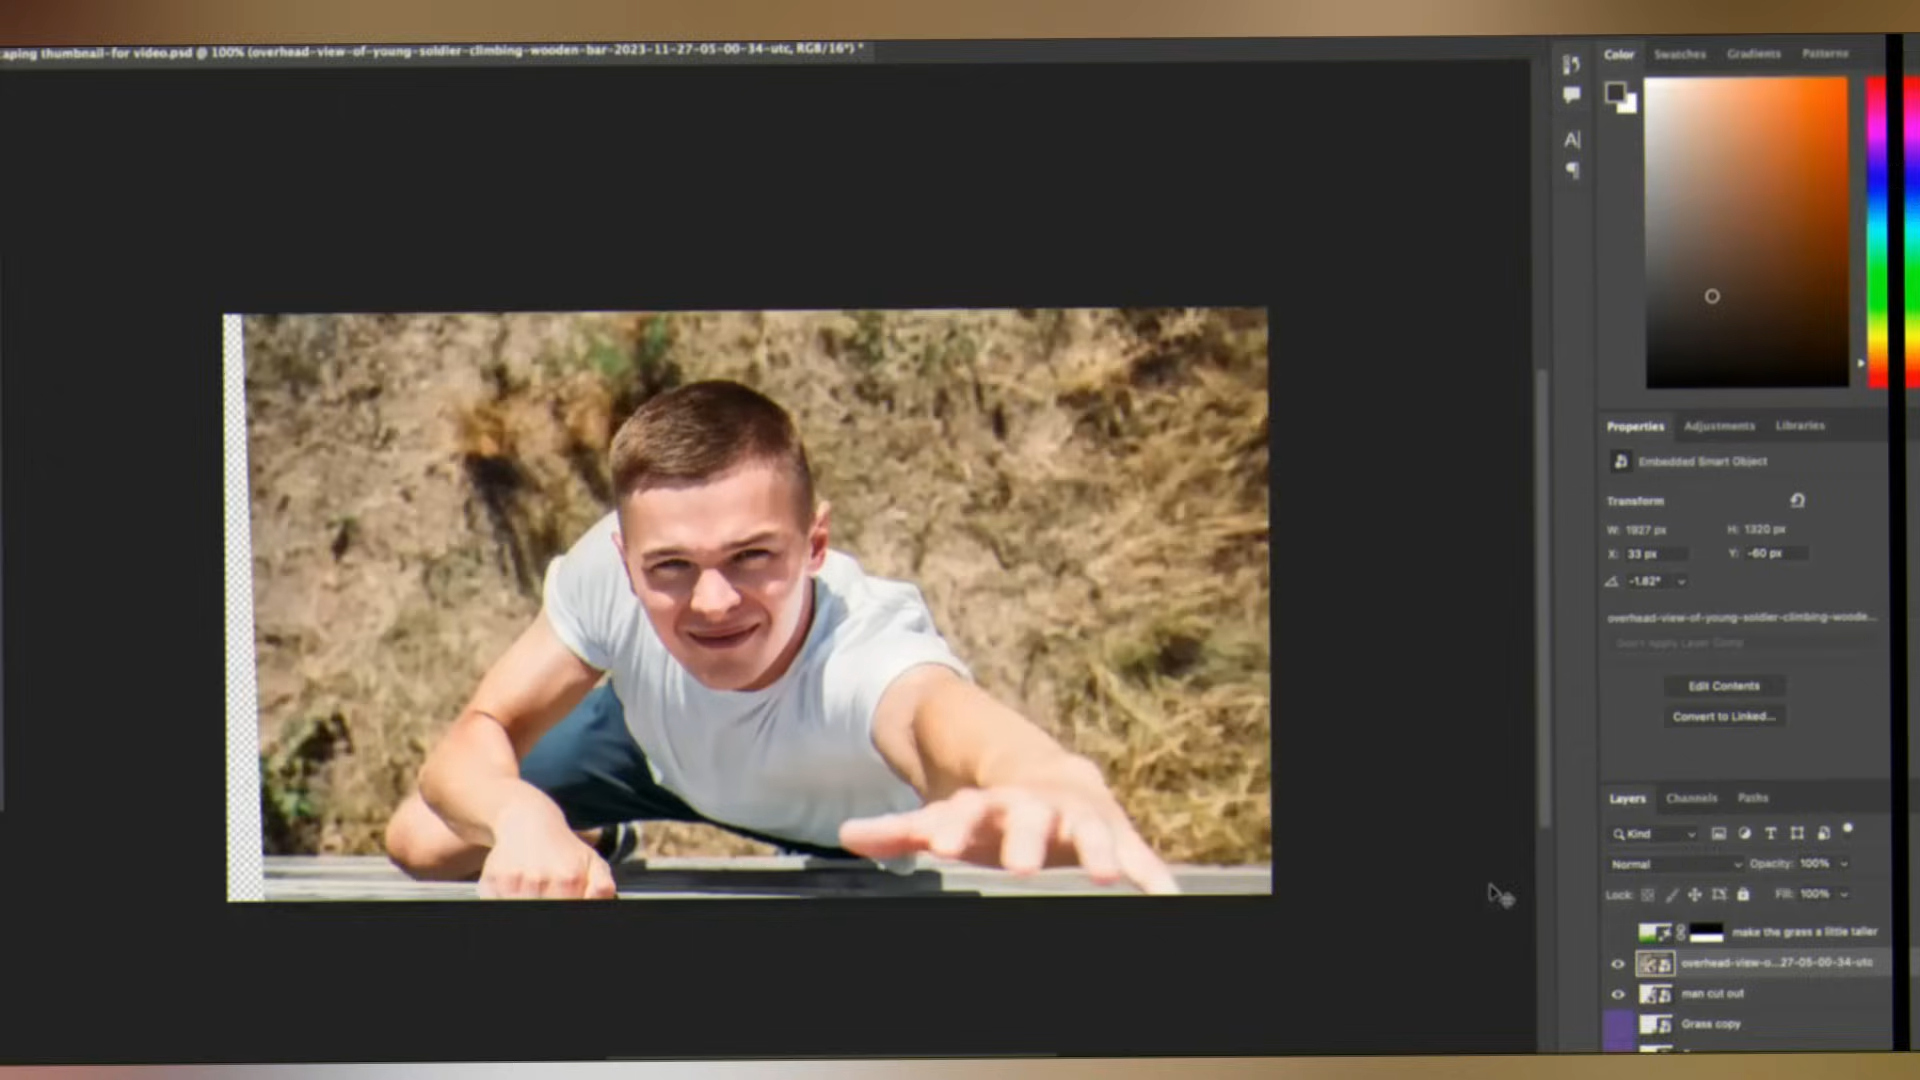 aping thumbnail-for video.psd @ 100% (overhead-view-of-young-soldier-climbing-wooden-bar-2023-11-27-05-00-34-utc, RGB/16*) *
Color Swatches Gradients Patterns
A|
Properties Adjustments Libraries
Embedded Smart Object
Transform
W: 1927 px H: 1320 px
X: 33 px Y: -60 px
-1.82°
overhead-view-of-young-soldier-climbing-woode...
Don't Apply Layer Comp
Edit Contents
Convert to Linked...
Layers Channels Paths
Kind
Normal Opacity: 100%
Lock: Fill: 100%
make the grass a little taller
overhead-view-o...27-05-00-34-utc
man cut out
Grass copy